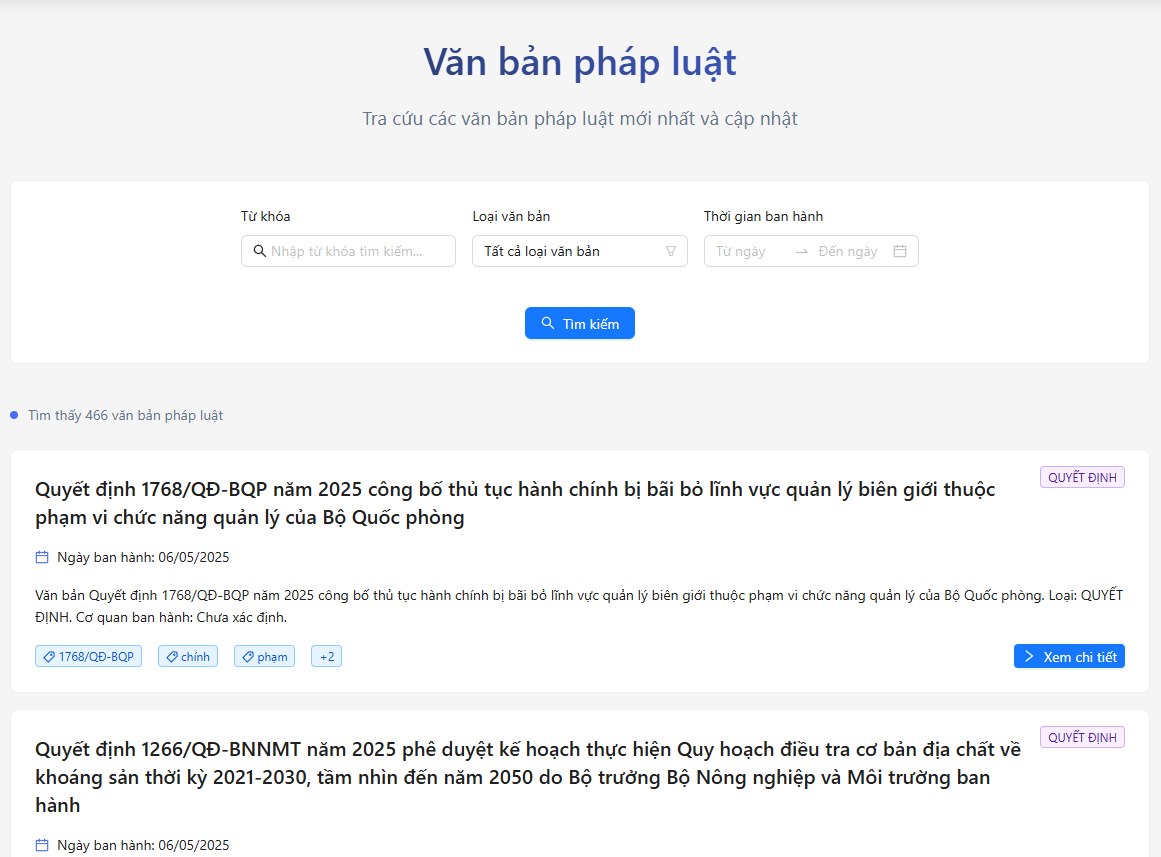 Văn bản pháp luật
Tra cứu các văn bản pháp luật mới nhất và cập nhật
Từ khóa
Loại văn bản
Thời gian ban hành
Nhập từ khóa tìm kiếm...
Tất cả loại văn bản
Từ ngày
Đến ngày
Tìm kiếm
Tìm thấy 466 văn bản pháp luật
Quyết định 1768/QĐ-BQP năm 2025 công bố thủ tục hành chính bị bãi bỏ lĩnh vực quản lý biên giới thuộc
phạm vi chức năng quản lý của Bộ Quốc phòng
QUYẾT ĐỊNH
Ngày ban hành: 06/05/2025
Văn bản Quyết định 1768/QĐ-BQP năm 2025 công bố thủ tục hành chính bị bãi bỏ lĩnh vực quản lý biên giới thuộc phạm vi chức năng quản lý của Bộ Quốc phòng. Loại: QUYẾT
ĐỊNH. Cơ quan ban hành: Chưa xác định.
1768/QĐ-BQP
chính
phạm
+2
Xem chi tiết
Quyết định 1266/QĐ-BNNMT năm 2025 phê duyệt kế hoạch thực hiện Quy hoạch điều tra cơ bản địa chất về
khoáng sản thời kỳ 2021-2030, tầm nhìn đến năm 2050 do Bộ trưởng Bộ Nông nghiệp và Môi trường ban
hành
QUYẾT ĐỊNH
Ngày ban hành: 06/05/2025